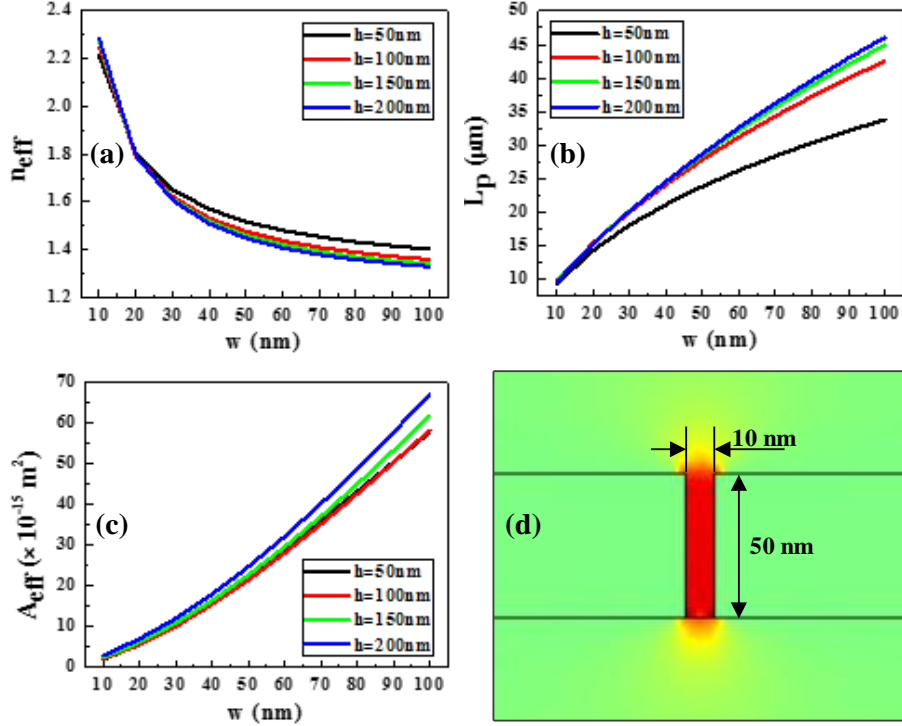 2.4
2.2
2.0
1.8
1.6
1.4
1.2
n_eff
(a)
h=50nm
h=100nm
h=150nm
h=200nm
10 20 30 40 50 60 70 80 90 100
w (nm)
50
45
40
35
30
25
20
15
10
L_p (μm)
(b)
h=50nm
h=100nm
h=150nm
h=200nm
10 20 30 40 50 60 70 80 90 100
w (nm)
70
60
50
40
30
20
10
0
A_eff (× 10^-15 m^2)
(c)
h=50nm
h=100nm
h=150nm
h=200nm
10 20 30 40 50 60 70 80 90 100
w (nm)
10 nm
(d)
50 nm